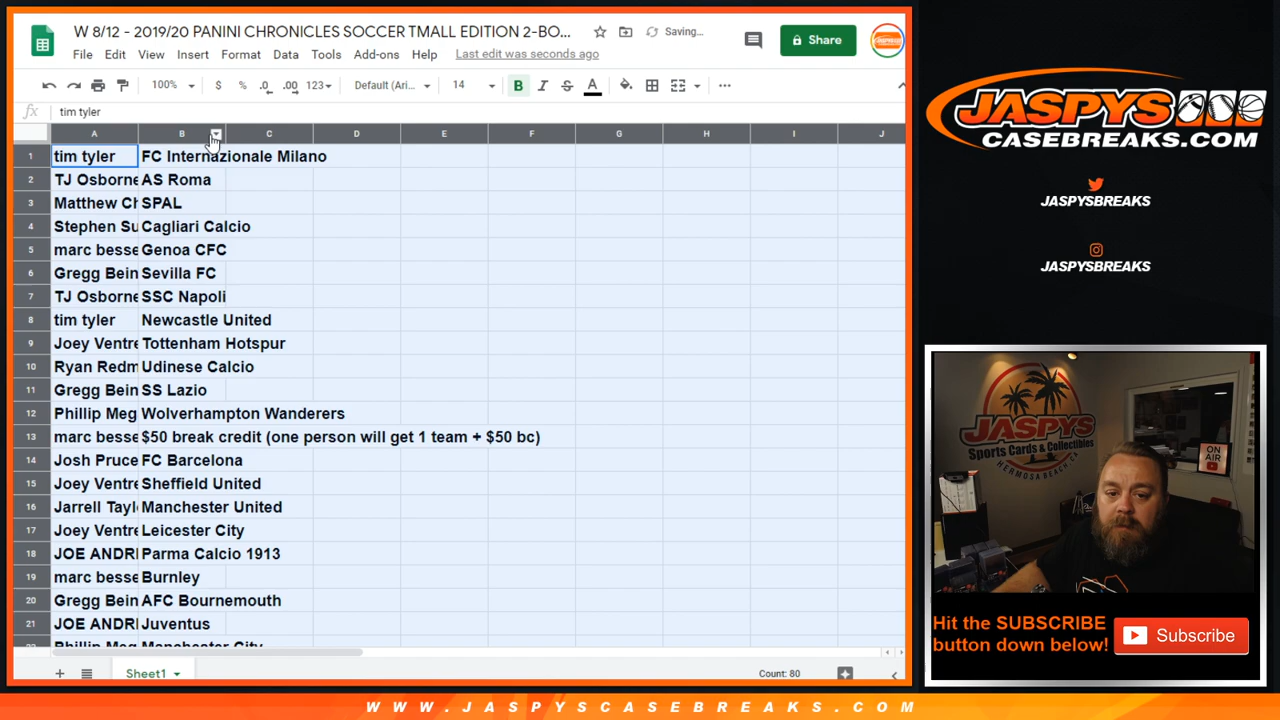 W 8/12 - 2019/20 PANINI CHRONICLES SOCCER TMALL EDITION 2-BO...
Saving...
File Edit View Insert Format Data Tools Add-ons Help Last edit was seconds ago
Share
100% $ % .0 .00 123 Default (Ari... 14 B I S A
fx tim tyler
A B C D E F G H I J
1 tim tyler FC Internazionale Milano
2 TJ Osborne AS Roma
3 Matthew Ch SPAL
4 Stephen Su Cagliari Calcio
5 marc besse Genoa CFC
6 Gregg Bein Sevilla FC
7 TJ Osborne SSC Napoli
8 tim tyler Newcastle United
9 Joey Ventre Tottenham Hotspur
10 Ryan Redm Udinese Calcio
11 Gregg Bein SS Lazio
12 Phillip Meg Wolverhampton Wanderers
13 marc besse $50 break credit (one person will get 1 team + $50 bc)
14 Josh Pruce FC Barcelona
15 Joey Ventre Sheffield United
16 Jarrell Tayl Manchester United
17 Joey Ventre Leicester City
18 JOE ANDR Parma Calcio 1913
19 marc besse Burnley
20 Gregg Bein AFC Bournemouth
21 JOE ANDR Juventus
Phillip Meg Manchester City
Sheet1
Count: 80
JASPYS
CASEBREAKS.COM
JASPYSBREAKS
JASPYSBREAKS
JASPYS
Sports Cards & Collectibles
HERMOSA BEACH, CA
ON AIR
Hit the SUBSCRIBE
button down below!
Subscribe
WWW.JASPYSCASEBREAKS.COM